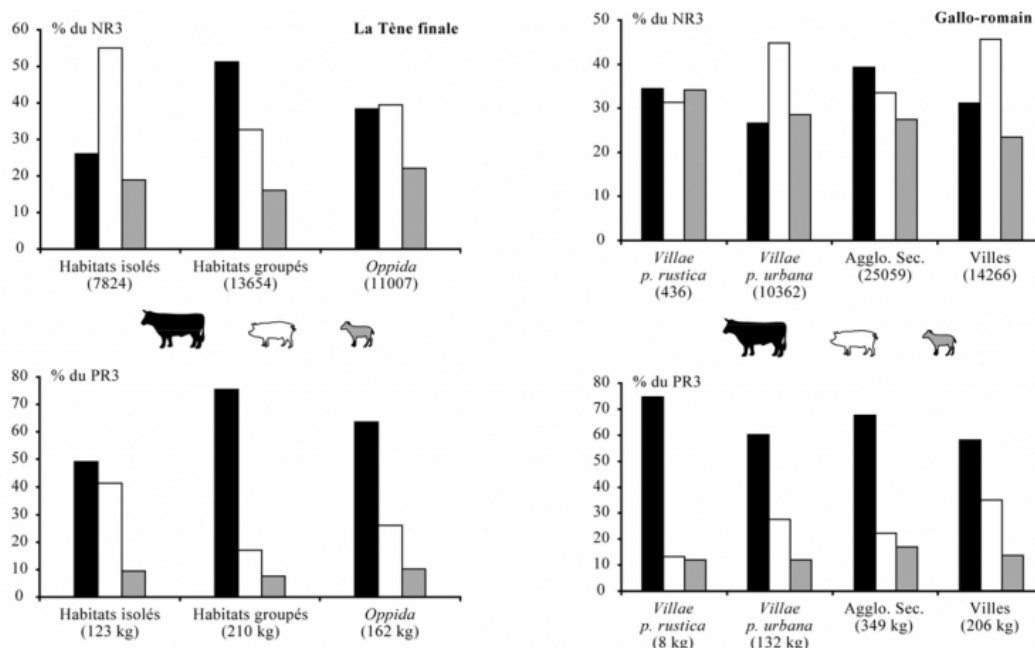 % du NR3
La Tène finale
60
50
40
30
20
10
0
Habitats isolés
(7824)
Habitats groupés
(13654)
Oppida
(11007)
% du PR3
80
70
60
50
40
30
20
10
0
Habitats isolés
(123 kg)
Habitats groupés
(210 kg)
Oppida
(162 kg)
% du NR3
Gallo-romain
50
40
30
20
10
0
Villae
p. rustica
(436)
Villae
p. urbana
(10362)
Agglo. Sec.
(25059)
Villes
(14266)
% du PR3
80
70
60
50
40
30
20
10
0
Villae
p. rustica
(8 kg)
Villae
p. urbana
(132 kg)
Agglo. Sec.
(349 kg)
Villes
(206 kg)